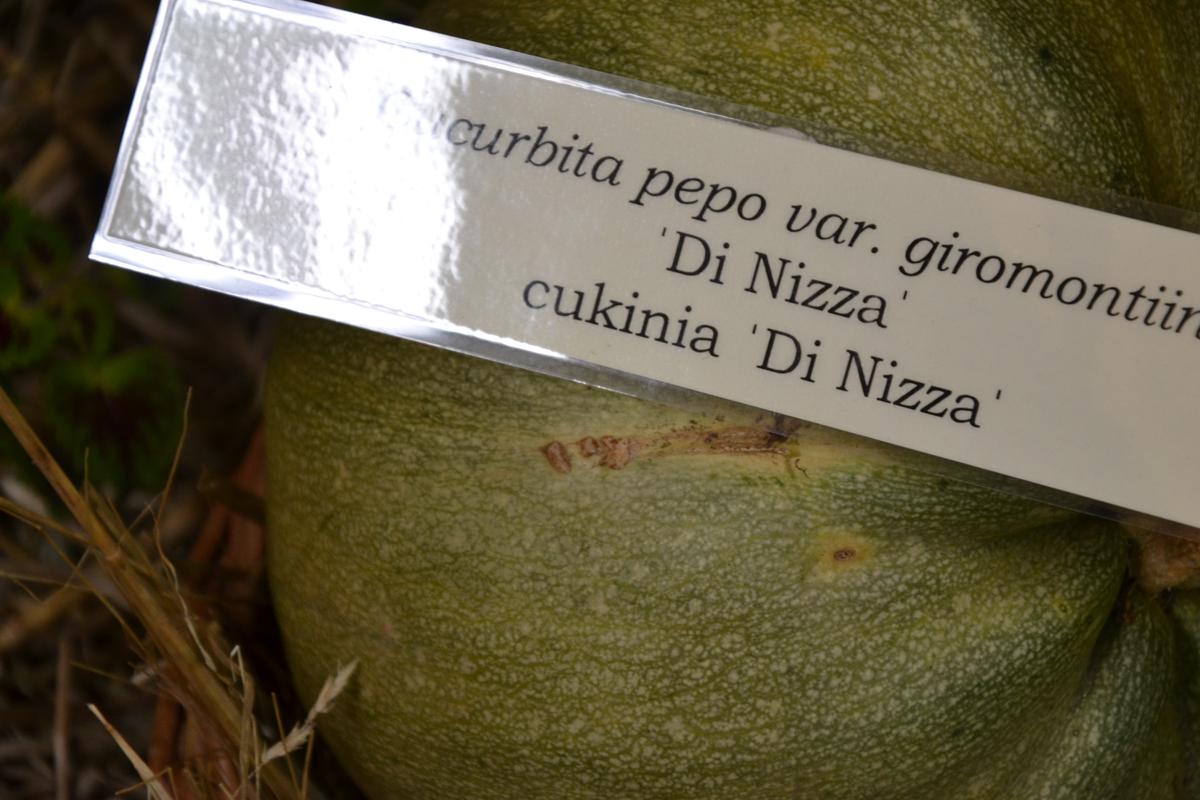 curbita pepo var. giromontiin
'Di Nizza'
cukinia 'Di Nizza'